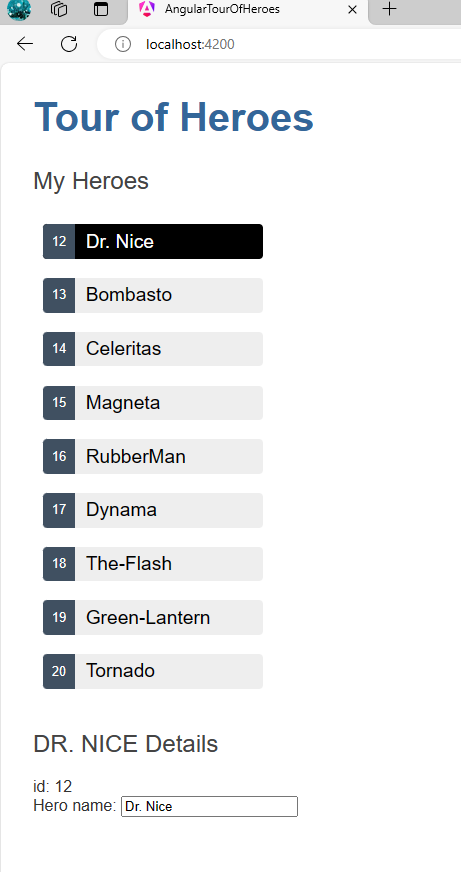 AngularTourOfHeroes
localhost:4200
Tour of Heroes
My Heroes
12 Dr. Nice
13 Bombasto
14 Celeritas
15 Magneta
16 RubberMan
17 Dynama
18 The-Flash
19 Green-Lantern
20 Tornado
DR. NICE Details
id: 12
Hero name: Dr. Nice